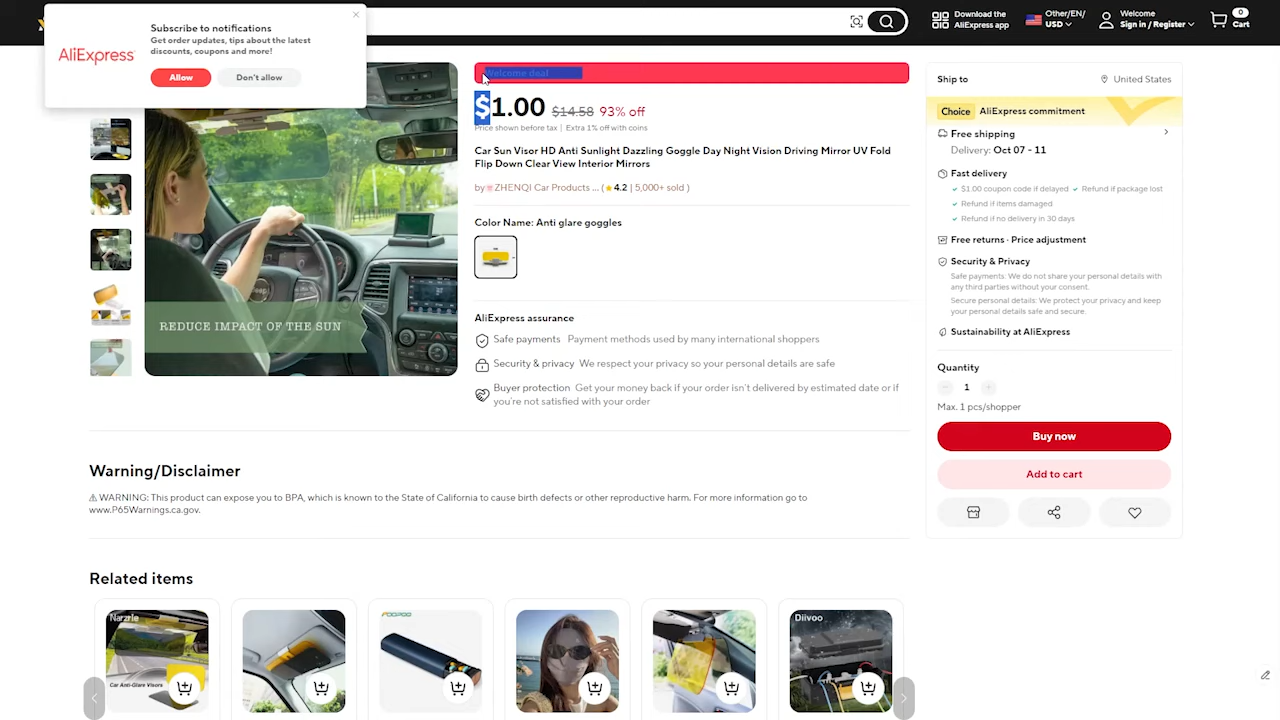 Subscribe to notifications
Get order updates, tips about the latest
discounts, coupons and more!
AliExpress
Allow
Don't allow
Download the
AliExpress app
Other/EN/
USD
Welcome
Sign in / Register
0
Cart
Welcome deal
$1.00 $14.58 93% off
Price shown before tax | Extra 1% off with coins
Car Sun Visor HD Anti Sunlight Dazzling Goggle Day Night Vision Driving Mirror UV Fold
Flip Down Clear View Interior Mirrors
by ZHENQI Car Products ... ( 4.2 | 5,000+ sold )
Color Name: Anti glare goggles
REDUCE IMPACT OF THE SUN
Jeep
AliExpress assurance
Safe payments Payment methods used by many international shoppers
Security & privacy We respect your privacy so your personal details are safe
Buyer protection Get your money back if your order isn't delivered by estimated date or if
you're not satisfied with your order
Ship to
United States
Choice AliExpress commitment
Free shipping
Delivery: Oct 07 - 11
Fast delivery
$1.00 coupon code if delayed Refund if package lost
Refund if items damaged
Refund if no delivery in 30 days
Free returns · Price adjustment
Security & Privacy
Safe payments: We do not share your personal details with
any third parties without your consent.
Secure personal details: We protect your privacy and keep
your personal details safe and secure.
Sustainability at AliExpress
Quantity
1
Max. 1 pcs/shopper
Buy now
Add to cart
Warning/Disclaimer
⚠ WARNING: This product can expose you to BPA, which is known to the State of California to cause birth defects or other reproductive harm. For more information go to
www.P65Warnings.ca.gov.
Related items
Narzrle
Car Anti-Glare Visors
Diivoo